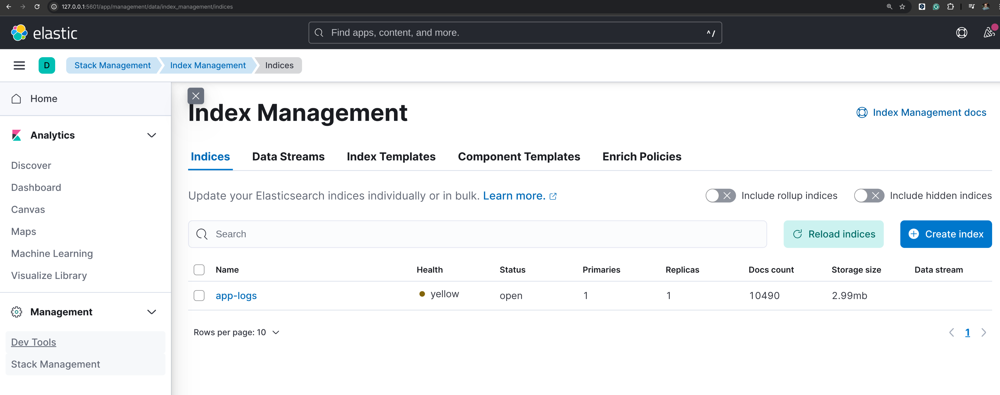 127.0.0.1:5601/app/management/data/index_management/indices
elastic
Find apps, content, and more.
^ /
D
Stack Management
Index Management
Indices
Home
Analytics
Discover
Dashboard
Canvas
Maps
Machine Learning
Visualize Library
Management
Dev Tools
Stack Management
Index Management
Index Management docs
Indices Data Streams Index Templates Component Templates Enrich Policies
Update your Elasticsearch indices individually or in bulk. Learn more.
Include rollup indices
Include hidden indices
Search
Reload indices
Create index
Name Health Status Primaries Replicas Docs count Storage size Data stream
app-logs yellow open 1 1 10490 2.99mb
Rows per page: 10
1